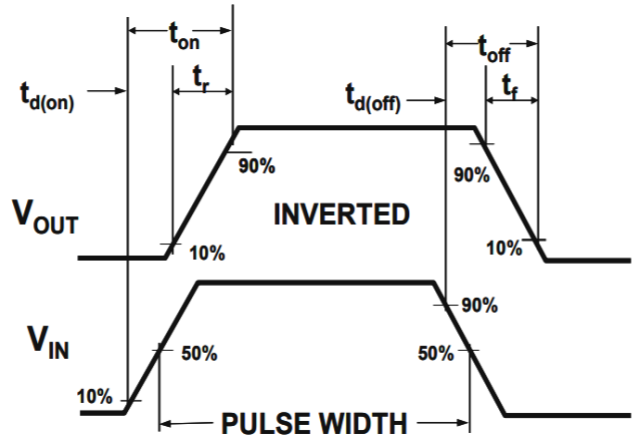 t_on
t_off
t_d(on)
t_r
t_d(off)
t_f
90%
90%
V_OUT
INVERTED
10%
10%
90%
V_IN
50%
50%
10%
PULSE WIDTH